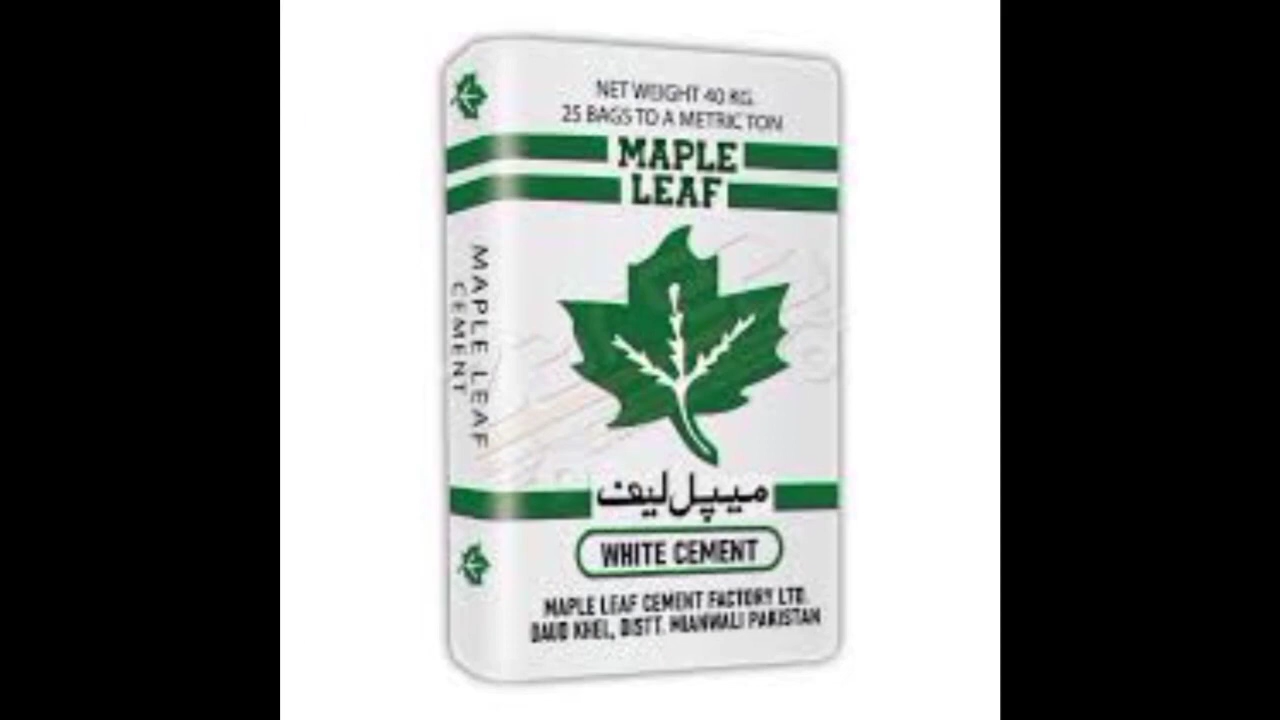 NET WEIGHT 40 KG.
25 BAGS TO A METRIC TON
MAPLE
LEAF
MAPLE LEAF
CEMENT
میپل لیف
WHITE CEMENT
MAPLE LEAF CEMENT FACTORY LTD.
DAUD KHEL, DISTT. MIANWALI PAKISTAN